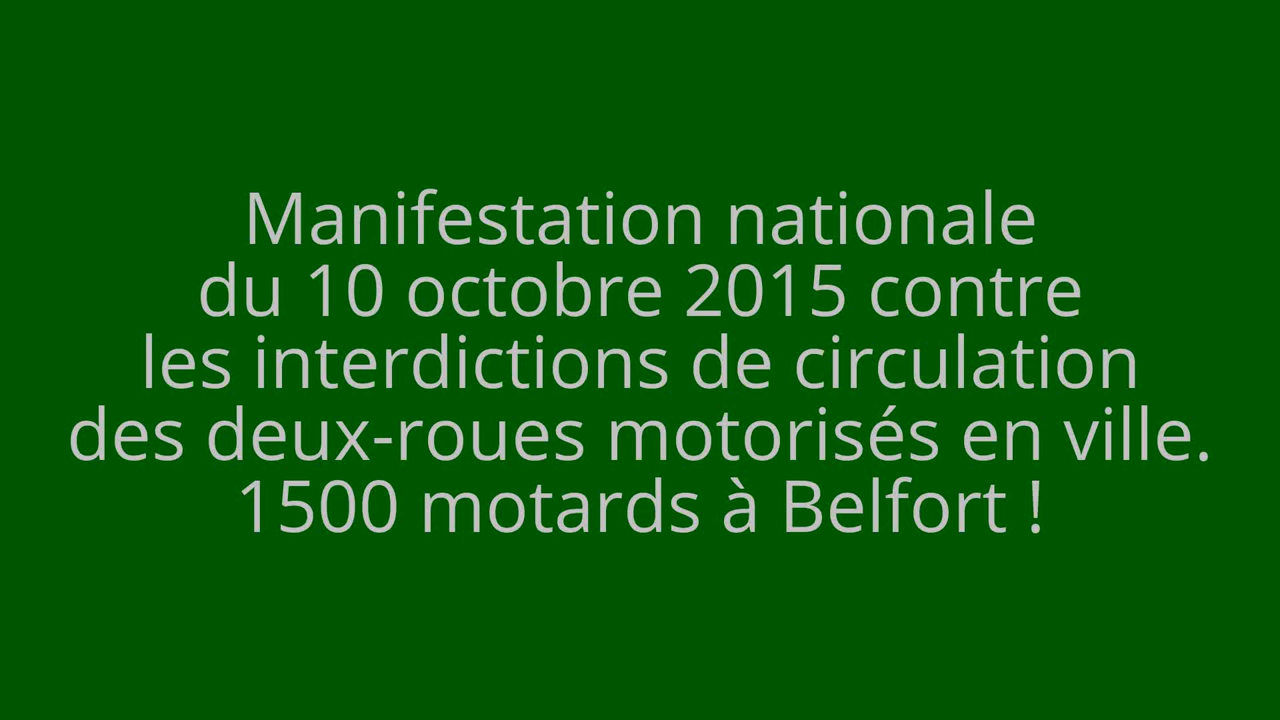 Manifestation nationale
du 10 octobre 2015 contre
les interdictions de circulation
des deux-roues motorisés en ville.
1500 motards à Belfort !